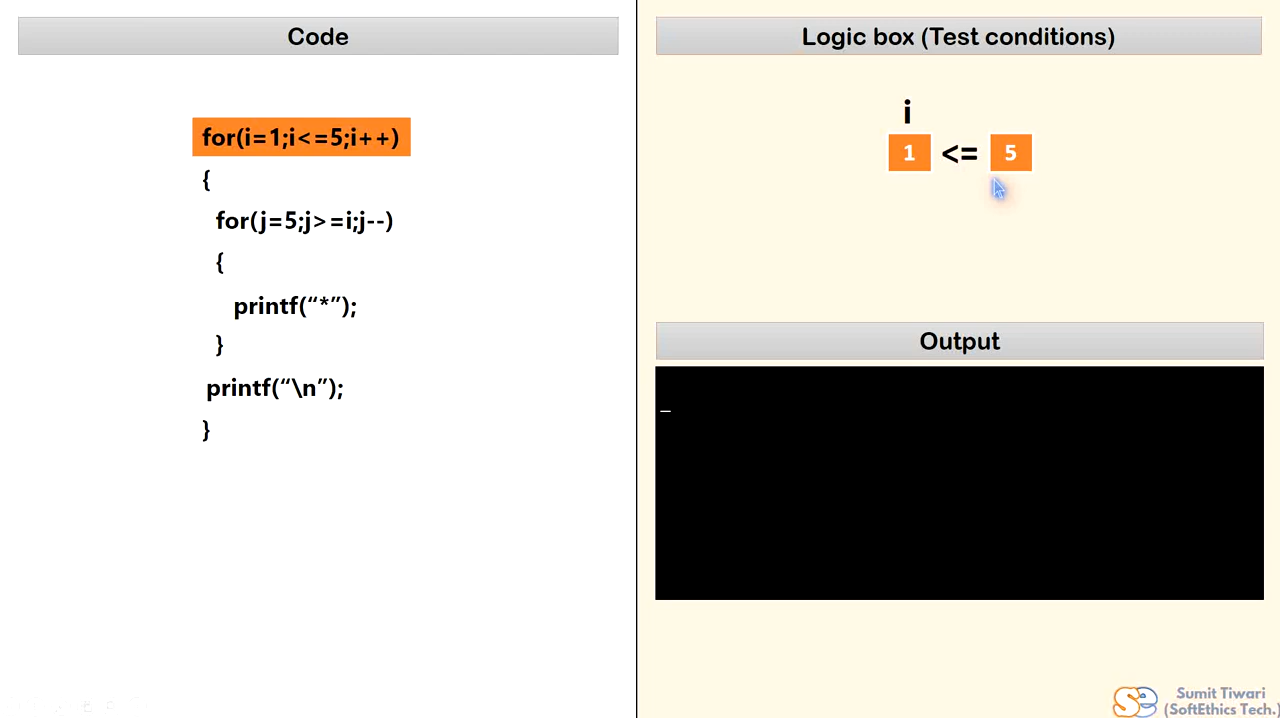 Code
for(i=1;i<=5;i++)
{
for(j=5;j>=i;j--)
{
printf(“*”);
}
printf(“\n”);
}
Logic box (Test conditions)
i
1 <= 5
Output
_
Sumit Tiwari
(SoftEthics Tech.)